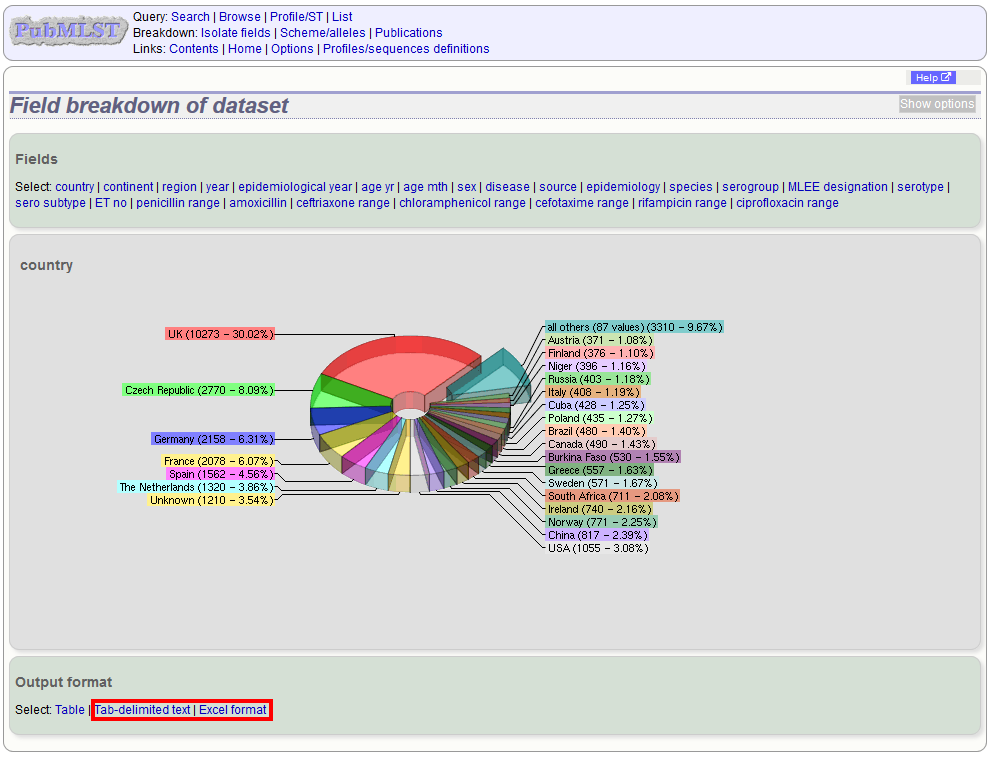 PubMLST
Query: Search | Browse | Profile/ST | List
Breakdown: Isolate fields | Scheme/alleles | Publications
Links: Contents | Home | Options | Profiles/sequences definitions
Help
Field breakdown of dataset
Show options
Fields
Select: country | continent | region | year | epidemiological year | age yr | age mth | sex | disease | source | epidemiology | species | serogroup | MLEE designation | serotype |
sero subtype | ET no | penicillin range | amoxicillin | ceftriaxone range | chloramphenicol range | cefotaxime range | rifampicin range | ciprofloxacin range
country
UK (10273 - 30.02%)
Czech Republic (2770 - 8.09%)
Germany (2158 - 6.31%)
France (2078 - 6.07%)
Spain (1562 - 4.56%)
The Netherlands (1320 - 3.86%)
Unknown (1210 - 3.54%)
all others (87 values) (3310 - 9.67%)
Austria (371 - 1.08%)
Finland (376 - 1.10%)
Niger (396 - 1.16%)
Russia (403 - 1.18%)
Italy (408 - 1.19%)
Cuba (428 - 1.25%)
Poland (435 - 1.27%)
Brazil (480 - 1.40%)
Canada (490 - 1.43%)
Burkina Faso (530 - 1.55%)
Greece (557 - 1.63%)
Sweden (571 - 1.67%)
South Africa (711 - 2.08%)
Ireland (740 - 2.16%)
Norway (771 - 2.25%)
China (817 - 2.39%)
USA (1055 - 3.08%)
Output format
Select: Table | Tab-delimited text | Excel format